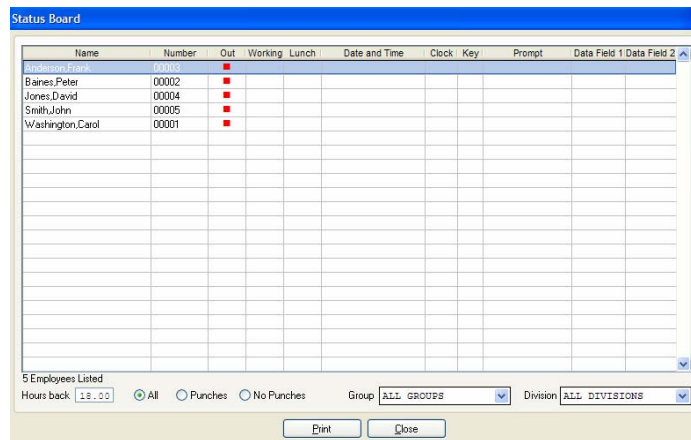 Status Board
Name Number Out Working Lunch Date and Time Clock Key Prompt Data Field 1 Data Field 2
Anderson,Frank 00003
Baines,Peter 00002
Jones,David 00004
Smith,John 00005
Washington,Carol 00001
5 Employees Listed
Hours back 18.00 All Punches No Punches Group ALL GROUPS Division ALL DIVISIONS
Print Close